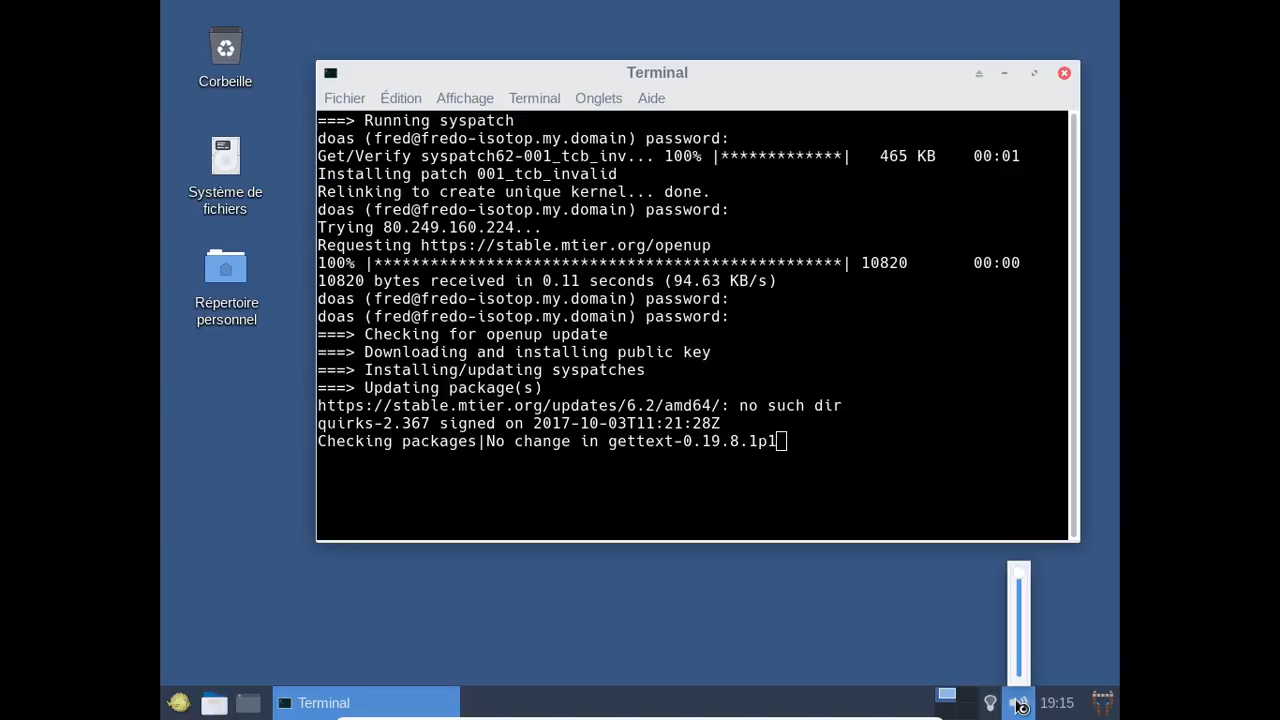 Corbeille
Système de
fichiers
Répertoire
personnel
Terminal
Fichier Édition Affichage Terminal Onglets Aide
===> Running syspatch
doas (fred@fredo-isotop.my.domain) password:
Get/Verify syspatch62-001_tcb_inv... 100% |*************| 465 KB 00:01
Installing patch 001_tcb_invalid
Relinking to create unique kernel... done.
doas (fred@fredo-isotop.my.domain) password:
Trying 80.249.160.224...
Requesting https://stable.mtier.org/openup
100% |**************************************************| 10820 00:00
10820 bytes received in 0.11 seconds (94.63 KB/s)
doas (fred@fredo-isotop.my.domain) password:
doas (fred@fredo-isotop.my.domain) password:
===> Checking for openup update
===> Downloading and installing public key
===> Installing/updating syspatches
===> Updating package(s)
https://stable.mtier.org/updates/6.2/amd64/: no such dir
quirks-2.367 signed on 2017-10-03T11:21:28Z
Checking packages|No change in gettext-0.19.8.1p1
Terminal
19:15